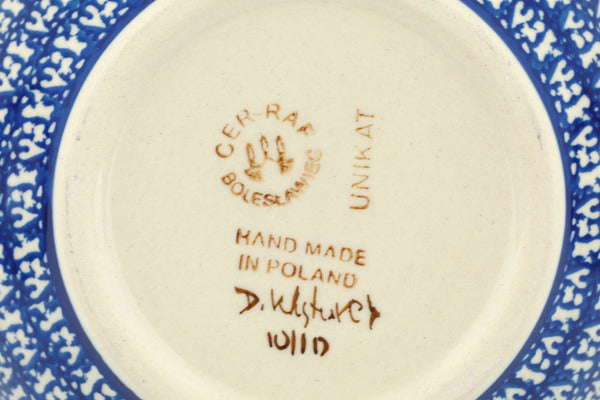 CER-RAF
BOLESŁAWIEC
UNIKAT
HAND MADE
IN POLAND